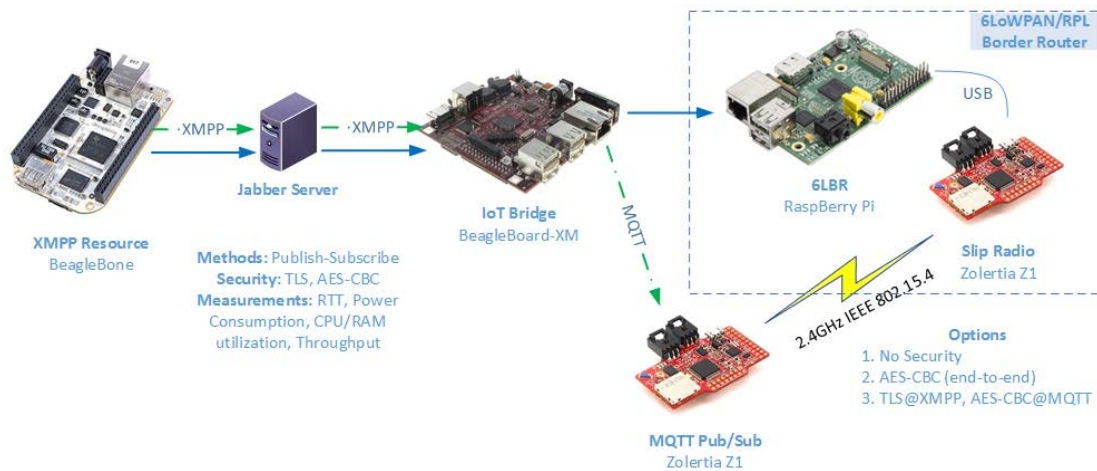 6LoWPAN/RPL
Border Router
USB
XMPP
XMPP
Jabber Server
6LBR
RaspBerry Pi
IoT Bridge
BeagleBoard-XM
MQTT
XMPP Resource
BeagleBone
Methods: Publish-Subscribe
Security: TLS, AES-CBC
Measurements: RTT, Power
Consumption, CPU/RAM
utilization, Throughput
Slip Radio
Zolertia Z1
2.4GHz IEEE 802.15.4
Options
1. No Security
2. AES-CBC (end-to-end)
3. TLS@XMPP, AES-CBC@MQTT
MQTT Pub/Sub
Zolertia Z1